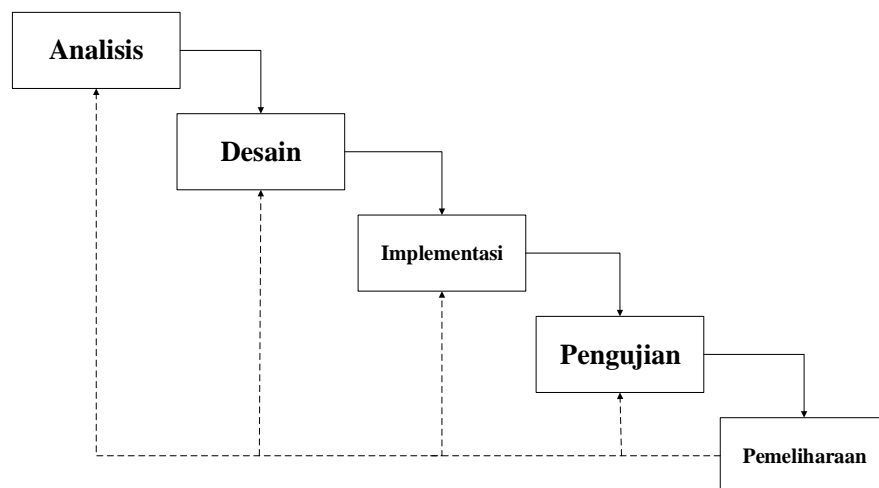 Analisis
Desain
Implementasi
Pengujian
Pemeliharaan